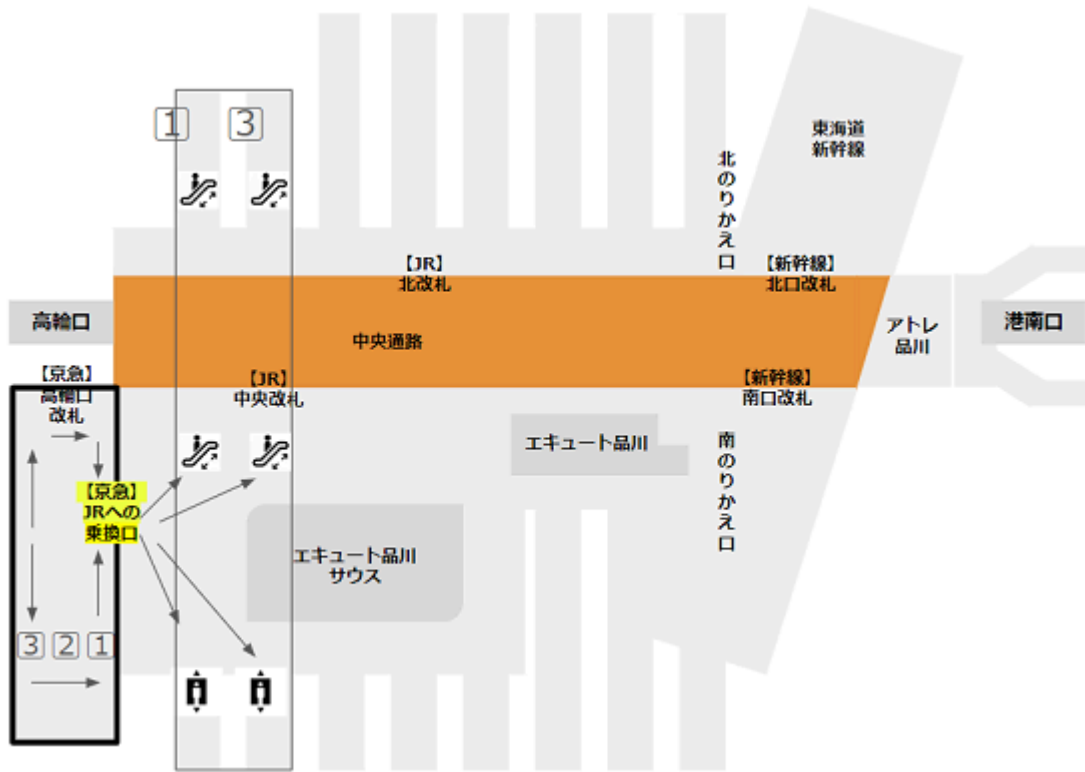 1
3
東海道
新幹線
北のりかえ口
【JR】
北改札
【新幹線】
北口改札
高輪口
中央通路
アトレ
品川
港南口
【京急】
高輪口
改札
【JR】
中央改札
【新幹線】
南口改札
エキュート品川
南のりかえ口
【京急】
JRへの
乗換口
エキュート品川
サウス
3 2 1